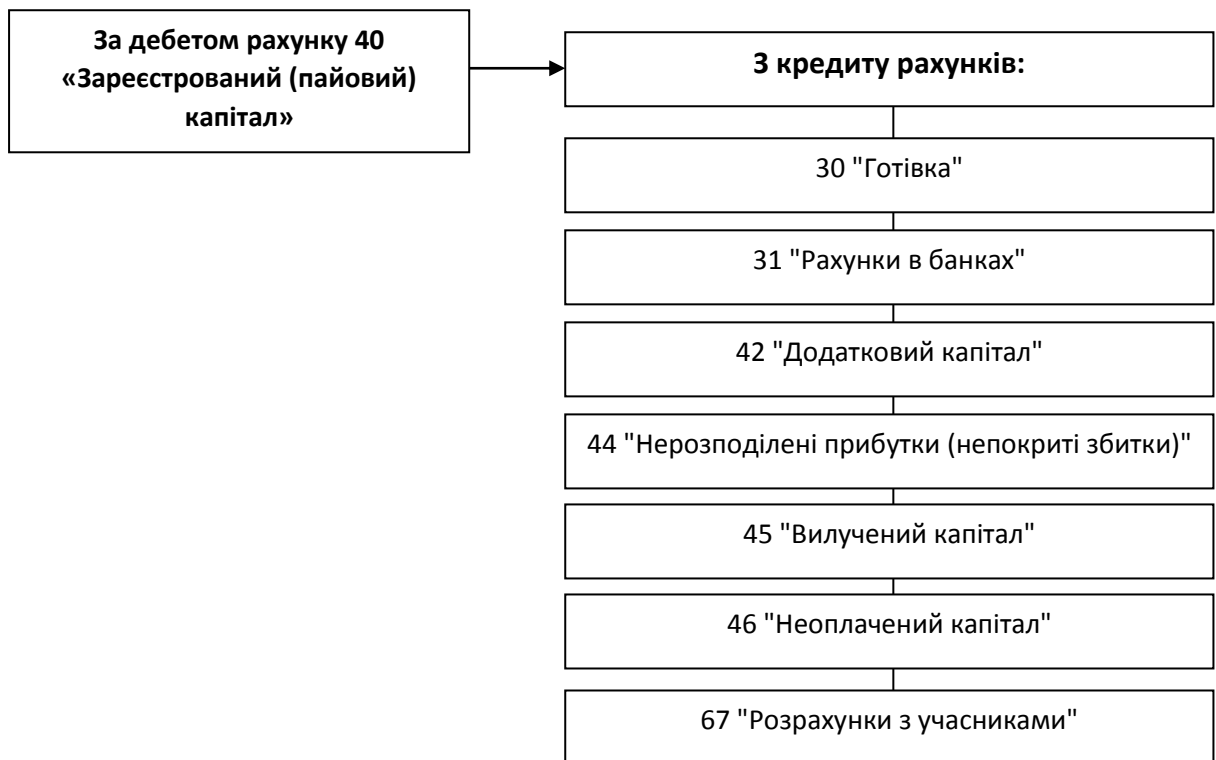 За дебетом рахунку 40
«Зареєстрований (пайовий)
капітал»
З кредиту рахунків:
30 "Готівка"
31 "Рахунки в банках"
42 "Додатковий капітал"
44 "Нерозподілені прибутки (непокриті збитки)"
45 "Вилучений капітал"
46 "Неоплачений капітал"
67 "Розрахунки з учасниками"